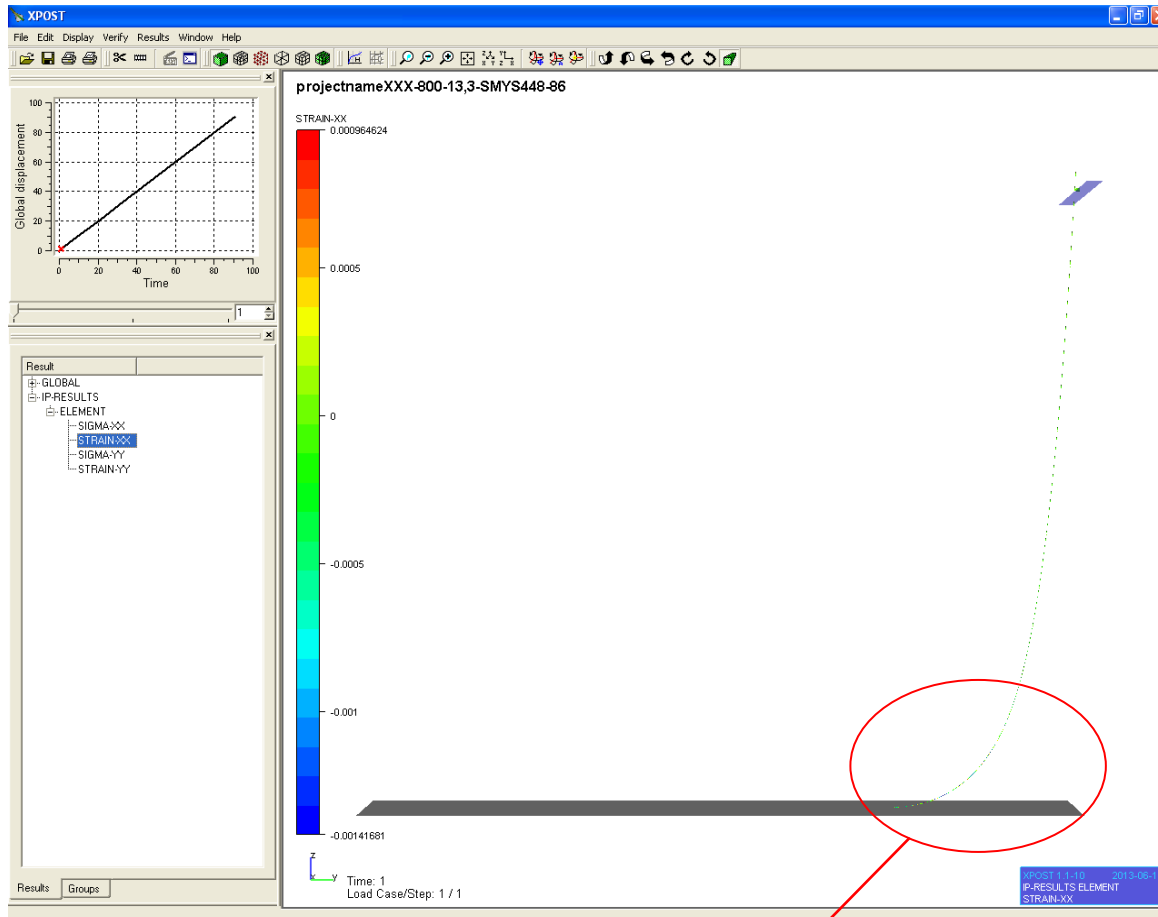 XPOST
File Edit Display Verify Results Window Help
100
80
60
40
20
0
Global displacement
0 20 40 60 80 100
Time
1
Result
GLOBAL
IP-RESULTS
ELEMENT
SIGMA-XX
STRAIN-XX
SIGMA-YY
STRAIN-YY
Results Groups
projectnameXXX-800-13,3-SMYS448-86
STRAIN-XX
0.000964624
0.0005
0
-0.0005
-0.001
-0.00141681
z
x y
Time: 1
Load Case/Step: 1 / 1
XPOST 1.1-10 2013-06-1
IP-RESULTS ELEMENT
STRAIN-XX